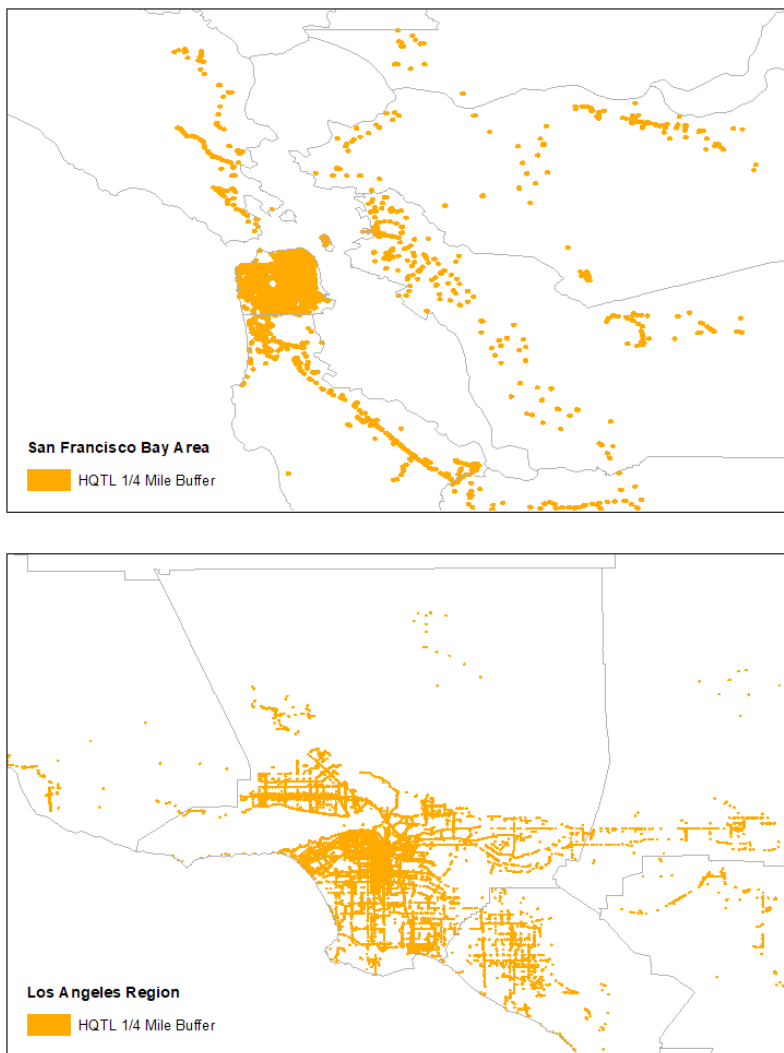 San Francisco Bay Area
HQTL 1/4 Mile Buffer
Los Angeles Region
HQTL 1/4 Mile Buffer